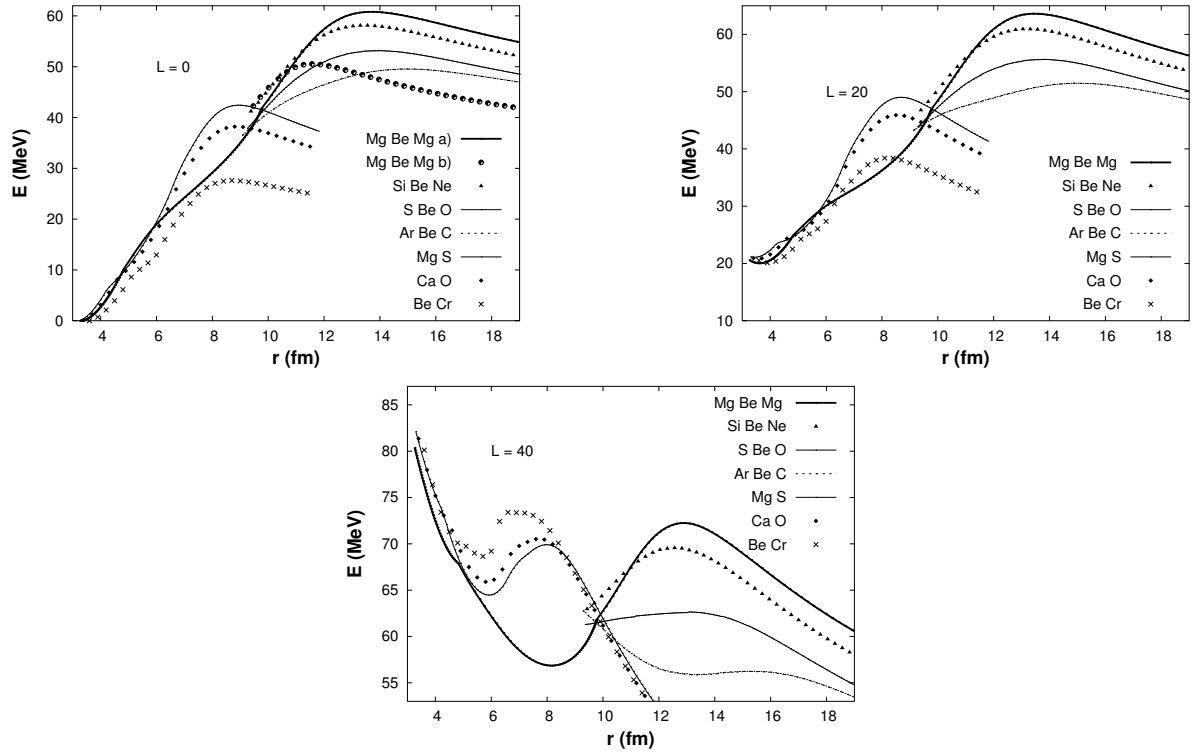 60
50
40
30
20
10
0
E (MeV)
L = 0
Mg Be Mg a)
Mg Be Mg b)
Si Be Ne
S Be O
Ar Be C
Mg S
Ca O
Be Cr
4 6 8 10 12 14 16 18
r (fm)
60
50
40
30
20
10
E (MeV)
L = 20
Mg Be Mg
Si Be Ne
S Be O
Ar Be C
Mg S
Ca O
Be Cr
4 6 8 10 12 14 16 18
r (fm)
85
80
75
70
65
60
55
E (MeV)
L = 40
Mg Be Mg
Si Be Ne
S Be O
Ar Be C
Mg S
Ca O
Be Cr
4 6 8 10 12 14 16 18
r (fm)